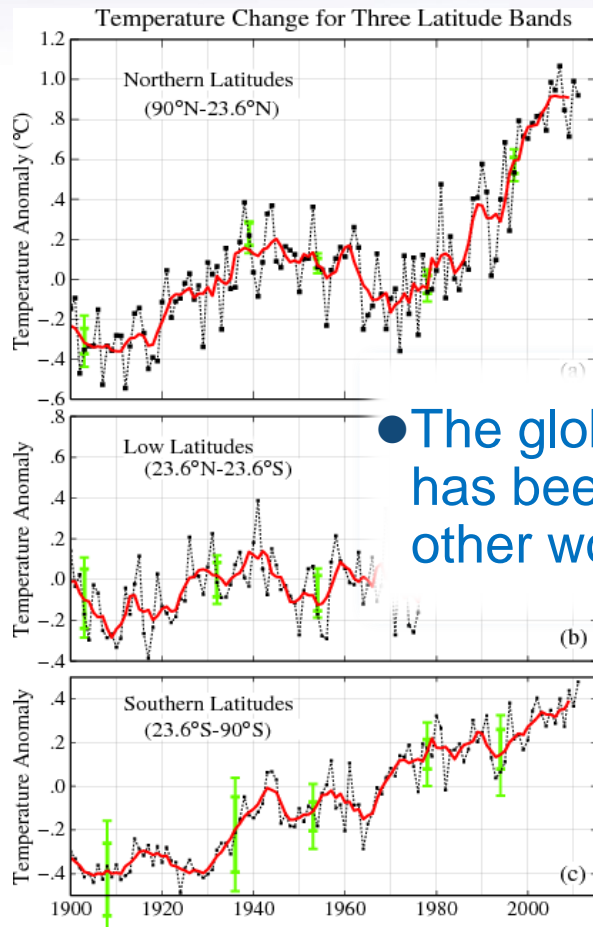 Temperature Change for Three Latitude Bands
1.2
1.0
.8
.6
.4
.2
.0
-.2
-.4
-.6
Temperature Anomaly (°C)
Northern Latitudes
(90°N-23.6°N)
(a)
.8
.6
.4
.2
.0
-.2
-.4
Temperature Anomaly
Low Latitudes
(23.6°N-23.6°S)
(b)
●The glo
has bee
other wo
.4
.2
.0
-.2
-.4
Temperature Anomaly
Southern Latitudes
(23.6°S-90°S)
(c)
1900 1920 1940 1960 1980 2000